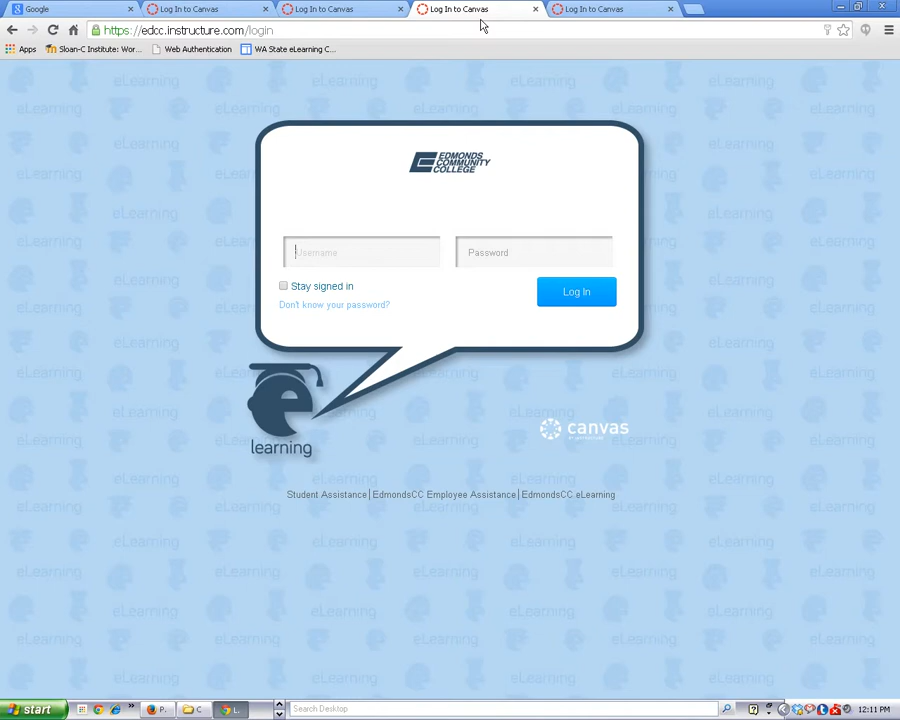 Google
Log In to Canvas
Log In to Canvas
Log In to Canvas
Log In to Canvas
https://edcc.instructure.com/login
Apps
Sloan-C Institute: Wor...
Web Authentication
WA State eLearning C...
EDMONDS
COMMUNITY
COLLEGE
Username
Password
Stay signed in
Log In
Don't know your password?
learning
canvas
Student Assistance | EdmondsCC Employee Assistance | EdmondsCC eLearning
start
P.
C
L.
Search Desktop
12:11 PM
eLearning